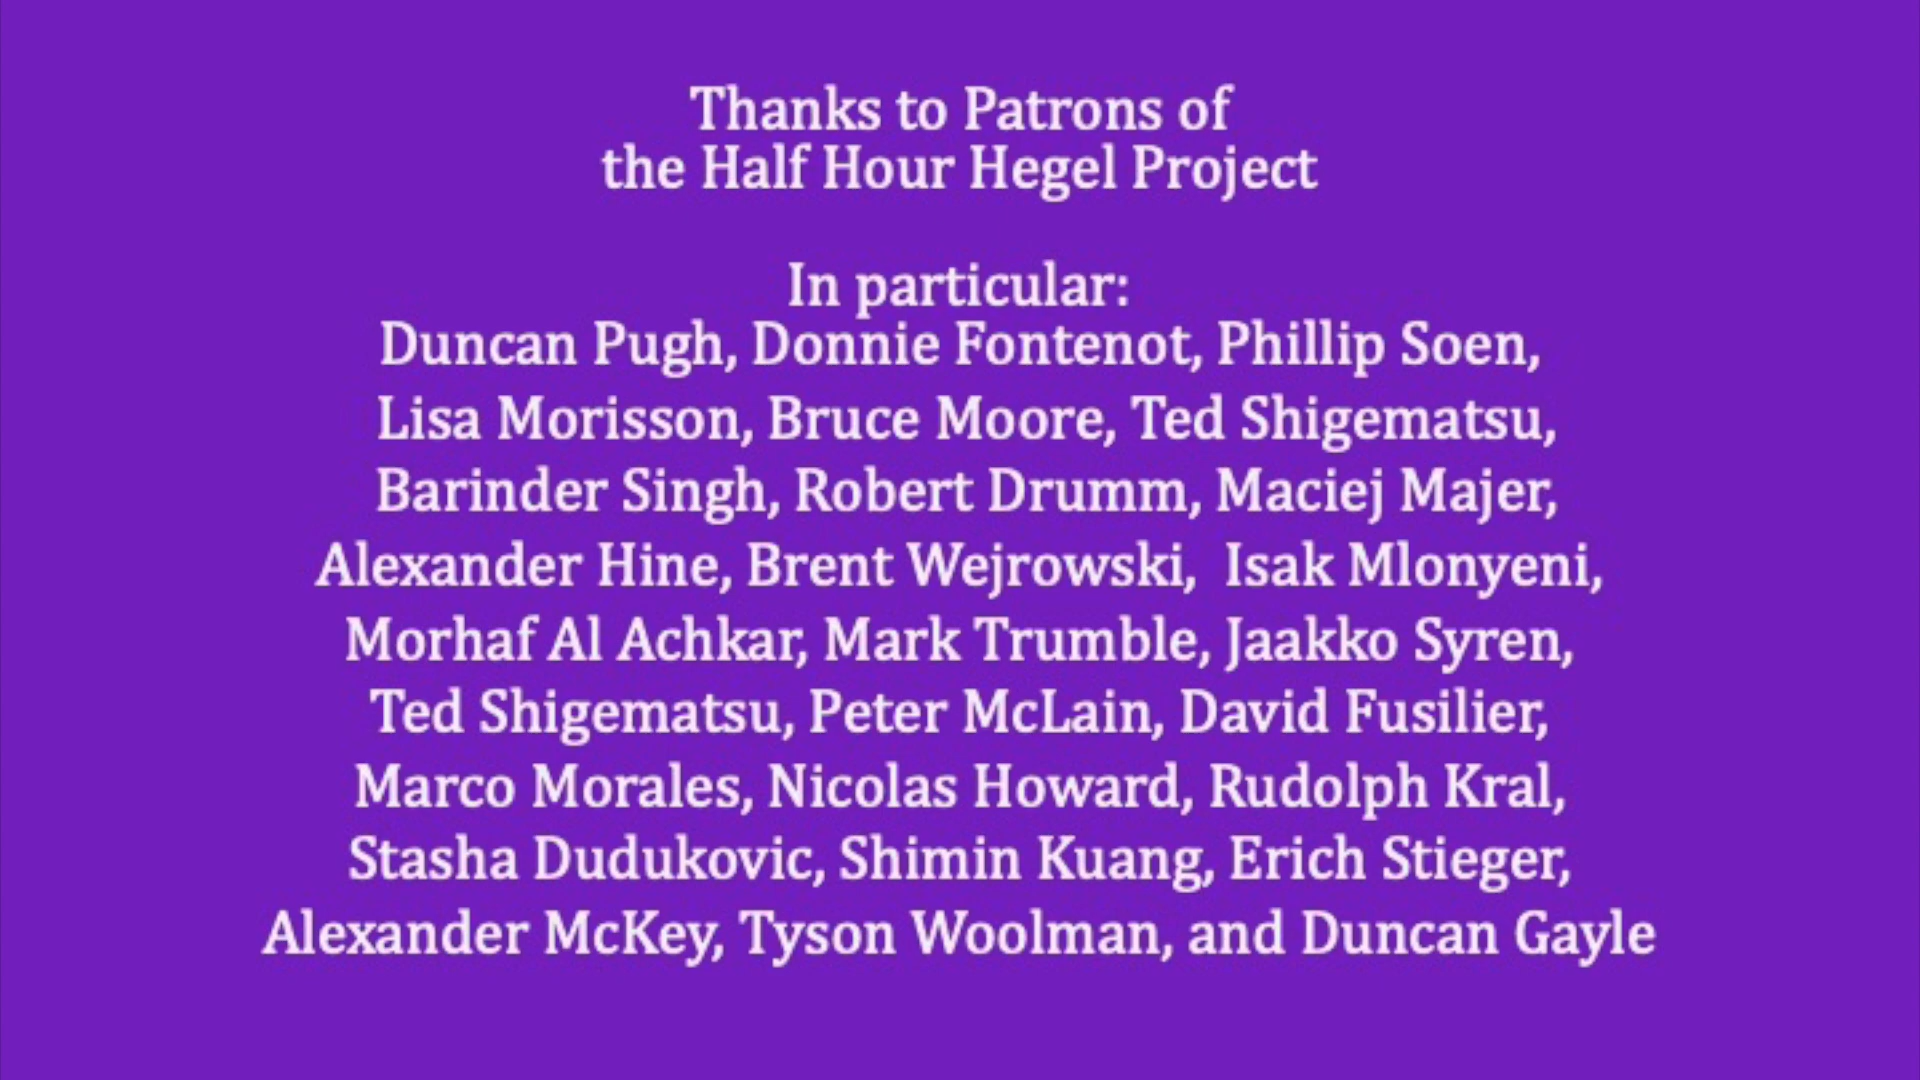 Thanks to Patrons of
the Half Hour Hegel Project
In particular:
Duncan Pugh, Donnie Fontenot, Phillip Soen,
Lisa Morisson, Bruce Moore, Ted Shigematsu,
Barinder Singh, Robert Drumm, Maciej Majer,
Alexander Hine, Brent Wejrowski, Isak Mlonyeni,
Morhaf Al Achkar, Mark Trumble, Jaakko Syren,
Ted Shigematsu, Peter McLain, David Fusilier,
Marco Morales, Nicolas Howard, Rudolph Kral,
Stasha Dudukovic, Shimin Kuang, Erich Stieger,
Alexander McKey, Tyson Woolman, and Duncan Gayle